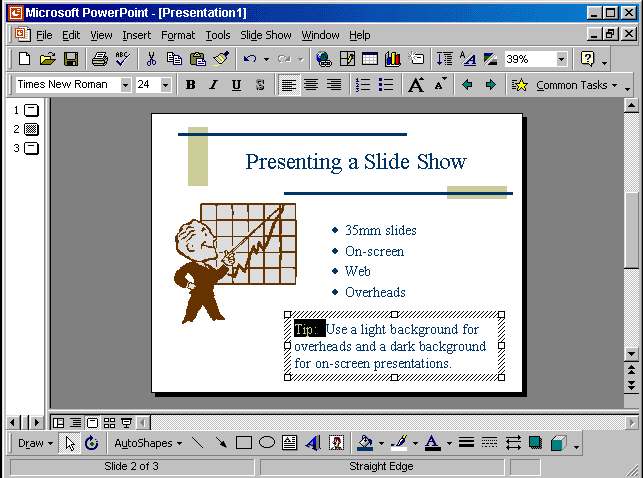 Microsoft PowerPoint - [Presentation1]
File Edit View Insert Format Tools Slide Show Window Help
ABC 39% ?
Times New Roman 24 B I U S A A Common Tasks
1
2
3
Presenting a Slide Show
35mm slides
On-screen
Web
Overheads
Tip: Use a light background for
overheads and a dark background
for on-screen presentations.
Draw AutoShapes A A
Slide 2 of 3 Straight Edge